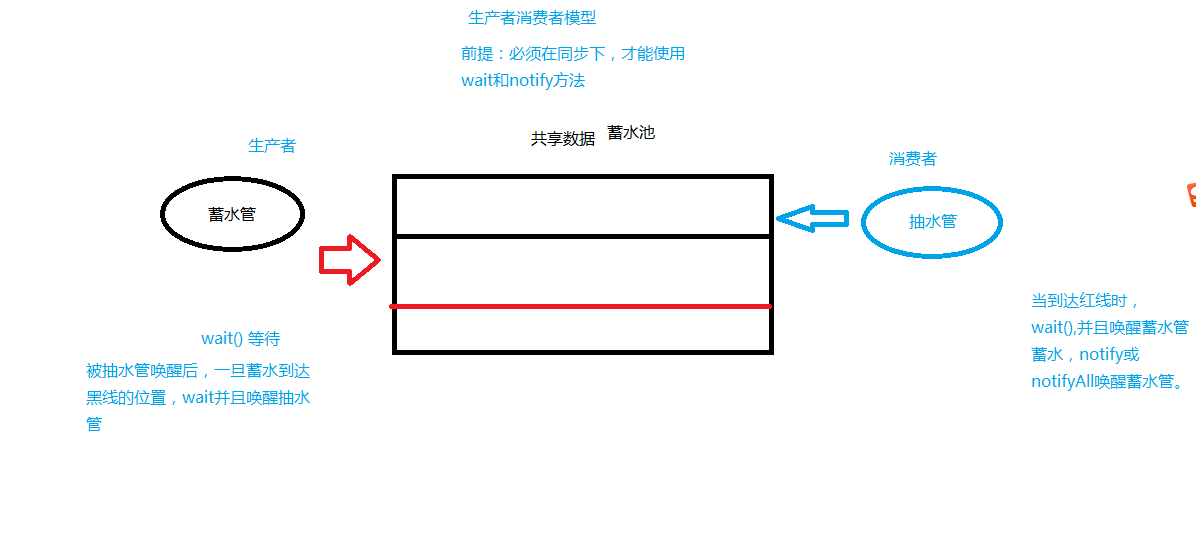 生产者消费者模型
前提：必须在同步下，才能使用
wait和notify方法
共享数据 蓄水池
生产者
消费者
蓄水管
抽水管
wait() 等待
被抽水管唤醒后，一旦蓄水到达
黑线的位置，wait并且唤醒抽水
管
当到达红线时，
wait(),并且唤醒蓄水管
蓄水，notify或
notifyAll唤醒蓄水管。